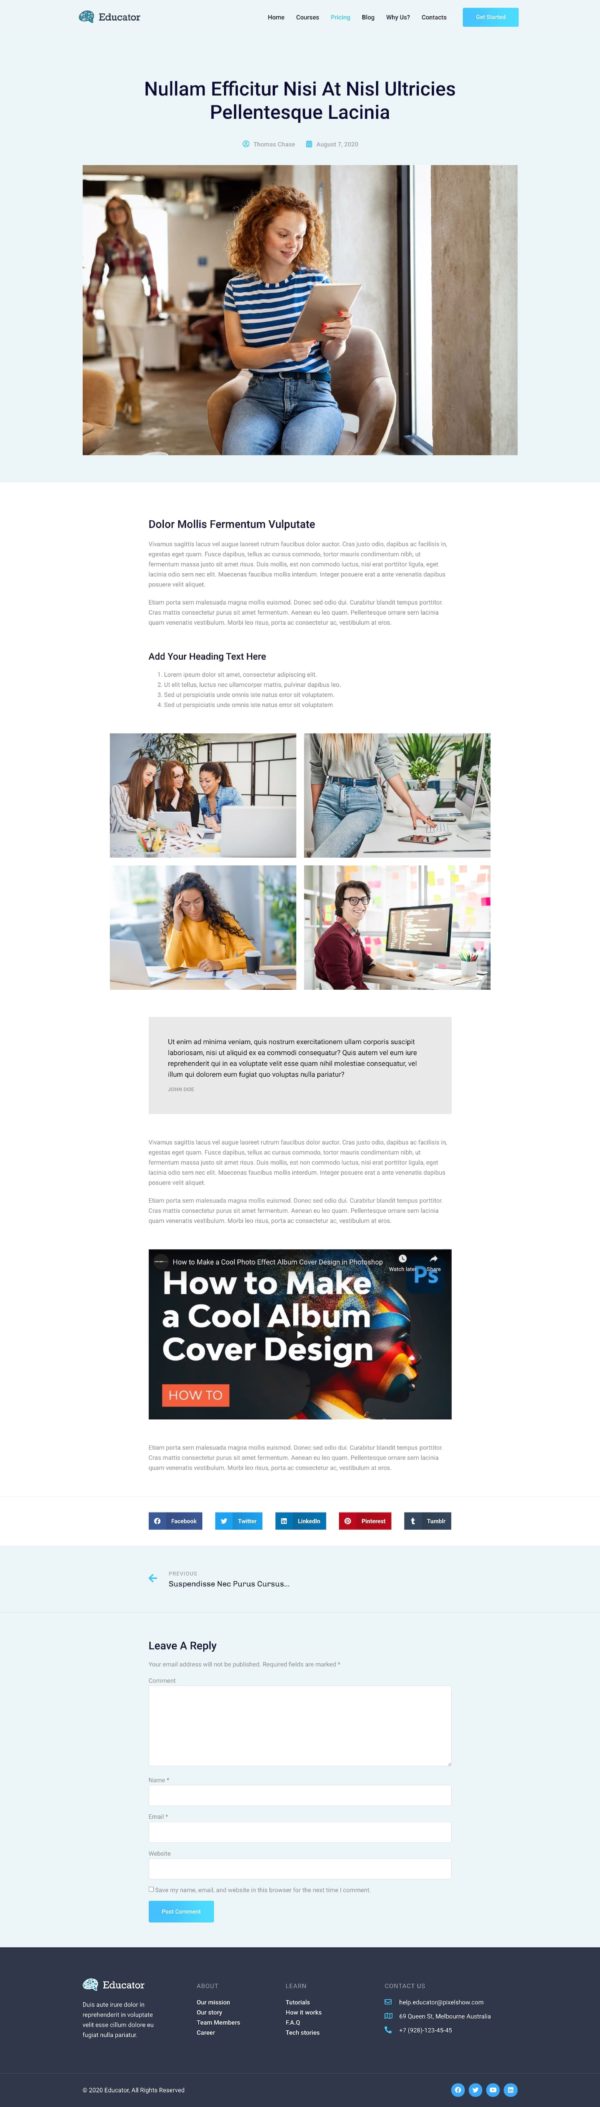 Educator
Home Courses Pricing Blog Why Us? Contacts Get Started
Nullam Efficitur Nisi At Nisl Ultricies
Pellentesque Lacinia
Thomas Chase August 7, 2020
Dolor Mollis Fermentum Vulputate
Vivamus sagittis lacus vel augue laoreet rutrum faucibus dolor auctor. Cras justo odio, dapibus ac facilisis in,
egestas eget quam. Fusce dapibus, tellus ac cursus commodo, tortor mauris condimentum nibh, ut
fermentum massa justo sit amet risus. Duis mollis, est non commodo luctus, nisi erat porttitor ligula, eget
lacinia odio sem nec elit. Maecenas faucibus mollis interdum. Integer posuere erat a ante venenatis dapibus
posuere velit aliquet.
Etiam porta sem malesuada magna mollis euismod. Donec sed odio dui. Curabitur blandit tempus porttitor.
Cras mattis consectetur purus sit amet fermentum. Aenean eu leo quam. Pellentesque ornare sem lacinia
quam venenatis vestibulum. Morbi leo risus, porta ac consectetur ac, vestibulum at eros.
Add Your Heading Text Here
1. Lorem ipsum dolor sit amet, consectetur adipiscing elit.
2. Ut elit tellus, luctus nec ullamcorper mattis, pulvinar dapibus leo.
3. Sed ut perspiciatis unde omnis iste natus error sit voluptatem.
4. Sed ut perspiciatis unde omnis iste natus error sit voluptatem
Ut enim ad minima veniam, quis nostrum exercitationem ullam corporis suscipit
laboriosam, nisi ut aliquid ex ea commodi consequatur? Quis autem vel eum iure
reprehenderit qui in ea voluptate velit esse quam nihil molestiae consequatur, vel
illum qui dolorem eum fugiat quo voluptas nulla pariatur?
JOHN DOE
Vivamus sagittis lacus vel augue laoreet rutrum faucibus dolor auctor. Cras justo odio, dapibus ac facilisis in,
egestas eget quam. Fusce dapibus, tellus ac cursus commodo, tortor mauris condimentum nibh, ut
fermentum massa justo sit amet risus. Duis mollis, est non commodo luctus, nisi erat porttitor ligula, eget
lacinia odio sem nec elit. Maecenas faucibus mollis interdum. Integer posuere erat a ante venenatis dapibus
posuere velit aliquet.
Etiam porta sem malesuada magna mollis euismod. Donec sed odio dui. Curabitur blandit tempus porttitor.
Cras mattis consectetur purus sit amet fermentum. Aenean eu leo quam. Pellentesque ornare sem lacinia
quam venenatis vestibulum. Morbi leo risus, porta ac consectetur ac, vestibulum at eros.
How to Make a Cool Photo Effect Album Cover Design in Photoshop
Watch later Share
Ps
How to Make
a Cool Album
Cover Design
HOW TO
Etiam porta sem malesuada magna mollis euismod. Donec sed odio dui. Curabitur blandit tempus porttitor.
Cras mattis consectetur purus sit amet fermentum. Aenean eu leo quam. Pellentesque ornare sem lacinia
quam venenatis vestibulum. Morbi leo risus, porta ac consectetur ac, vestibulum at eros.
Facebook Twitter LinkedIn Pinterest Tumblr
PREVIOUS
Suspendisse Nec Purus Cursus...
Leave A Reply
Your email address will not be published. Required fields are marked *
Comment
Name *
Email *
Website
Save my name, email, and website in this browser for the next time I comment.
Post Comment
Educator
Duis aute irure dolor in
reprehenderit in voluptate
velit esse cillum dolore eu
fugiat nulla pariatur.
ABOUT
Our mission
Our story
Team Members
Career
LEARN
Tutorials
How it works
F.A.Q
Tech stories
CONTACT US
help.educator@pixelshow.com
69 Queen St, Melbourne Australia
+7 (928)-123-45-45
© 2020 Educator, All Rights Reserved